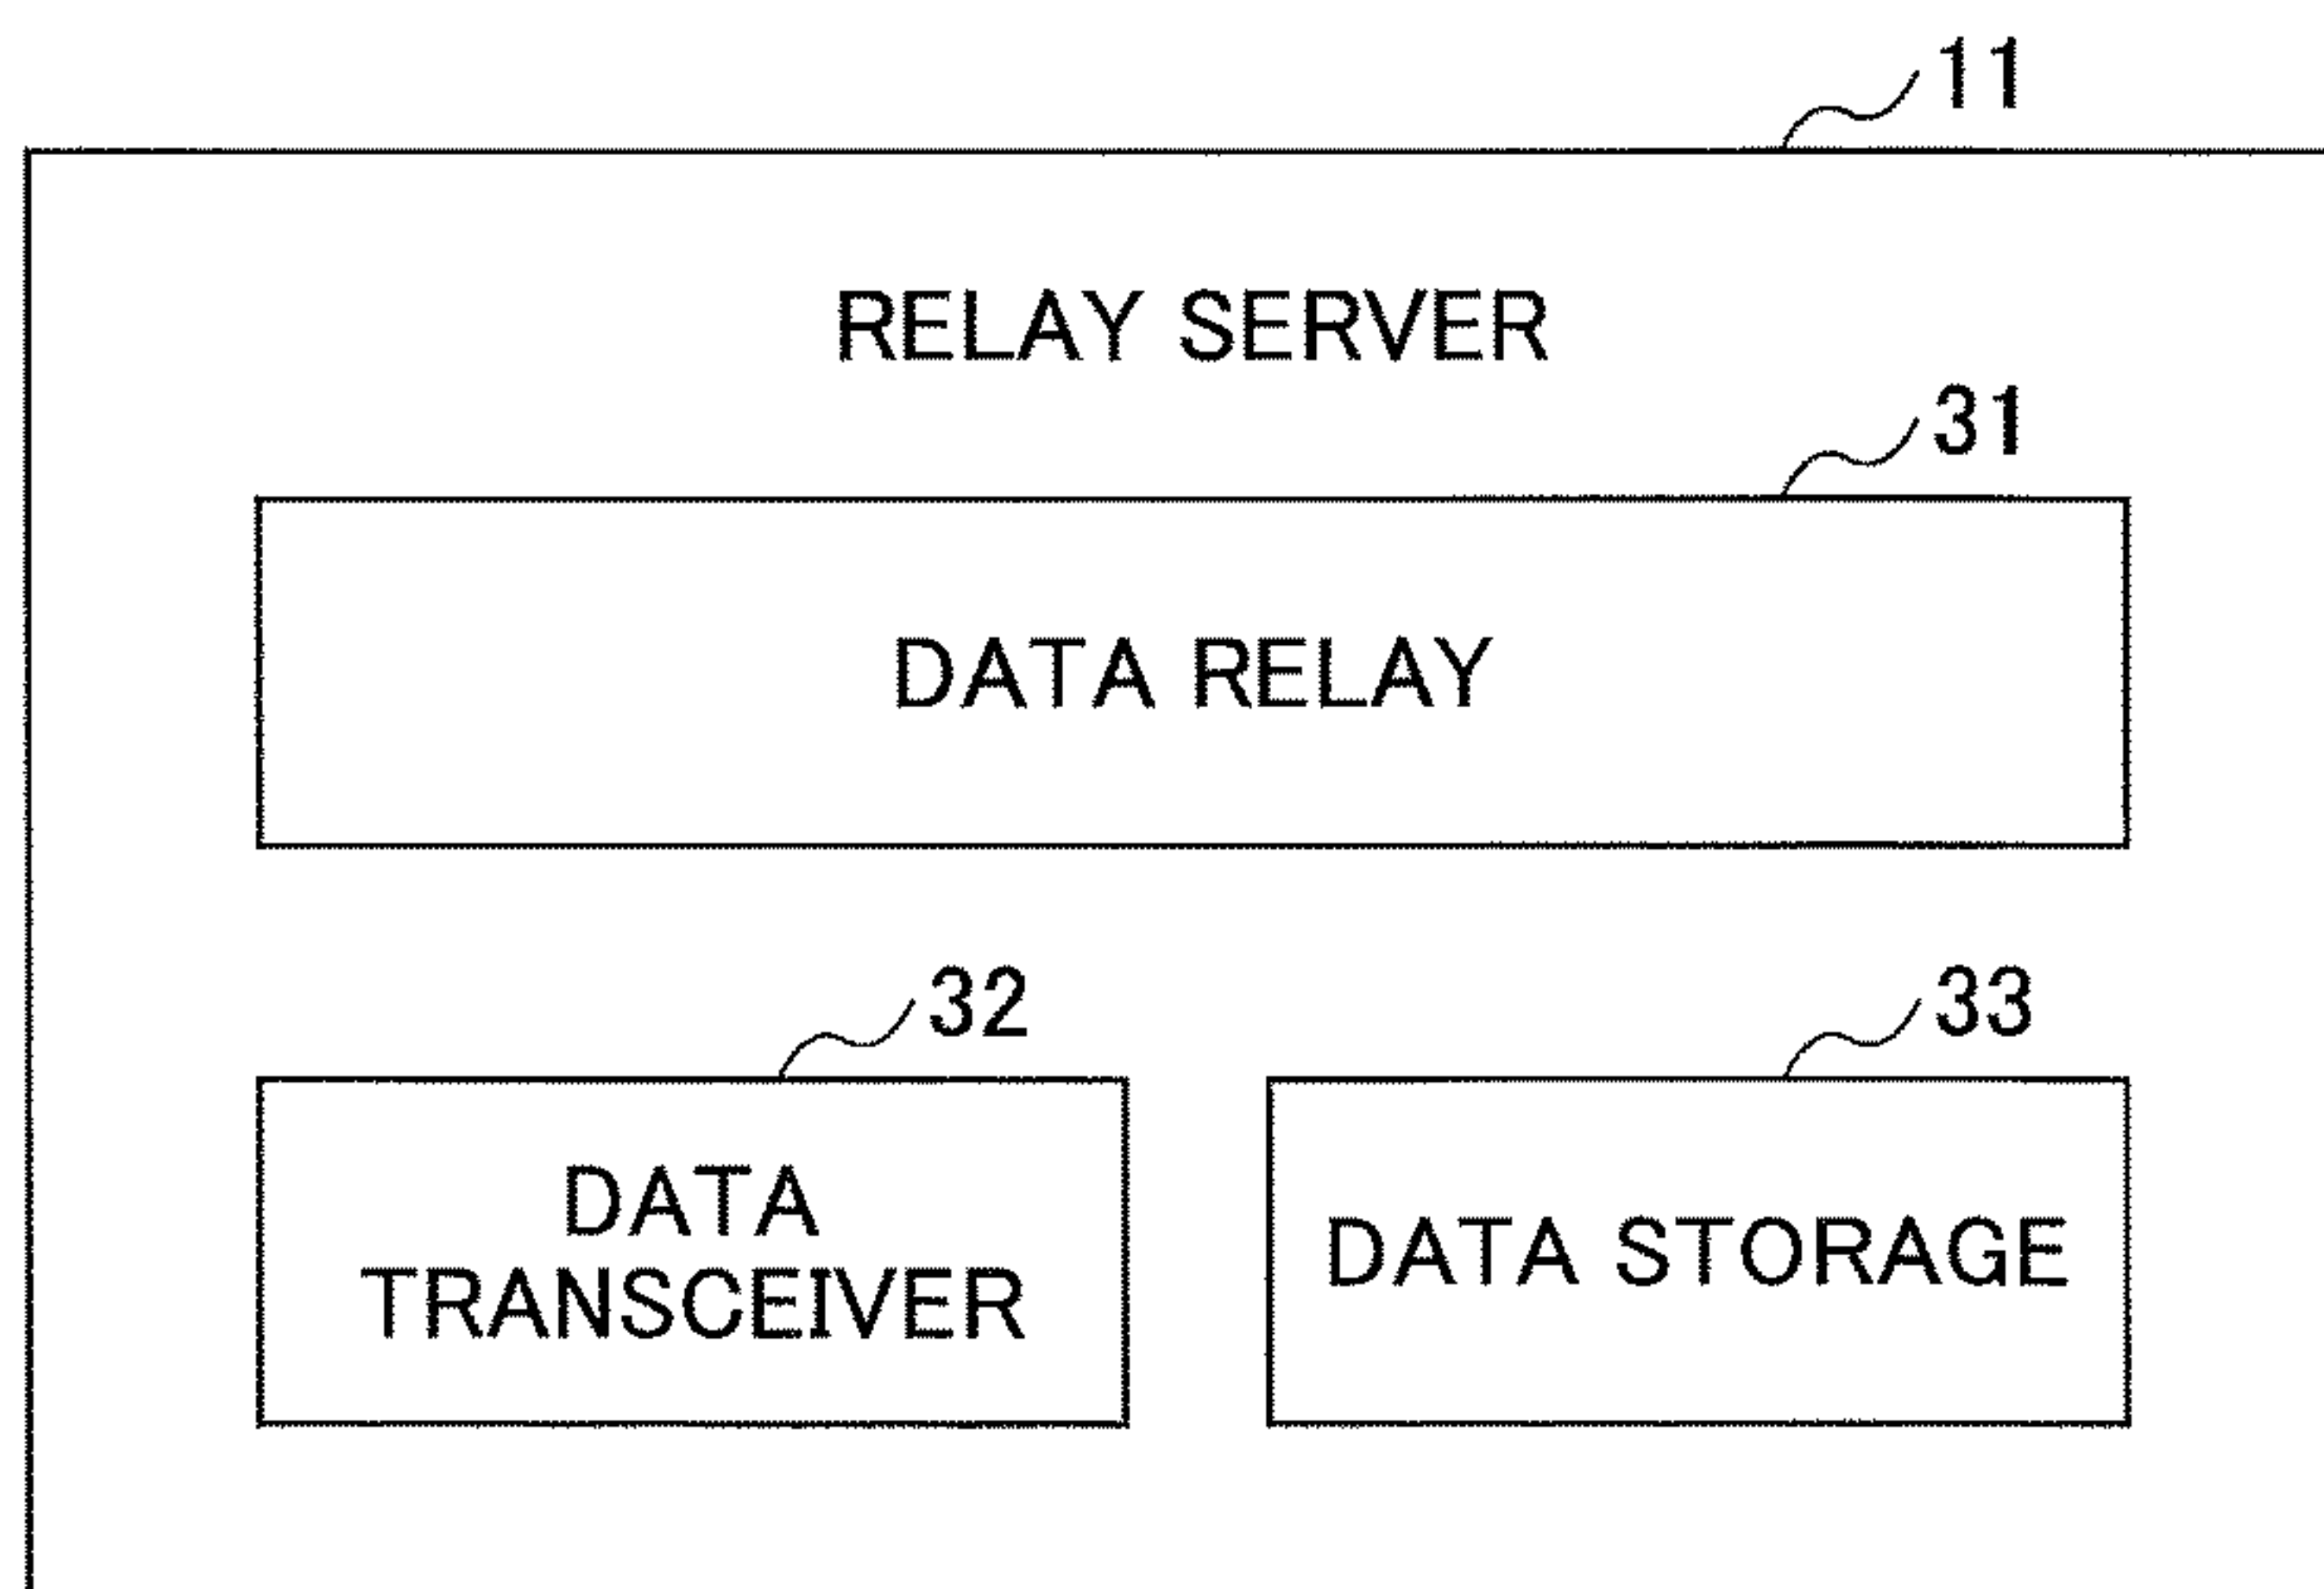 11
RELAY SERVER
31
DATA RELAY
32
33
DATA
TRANSCEIVER
DATA STORAGE